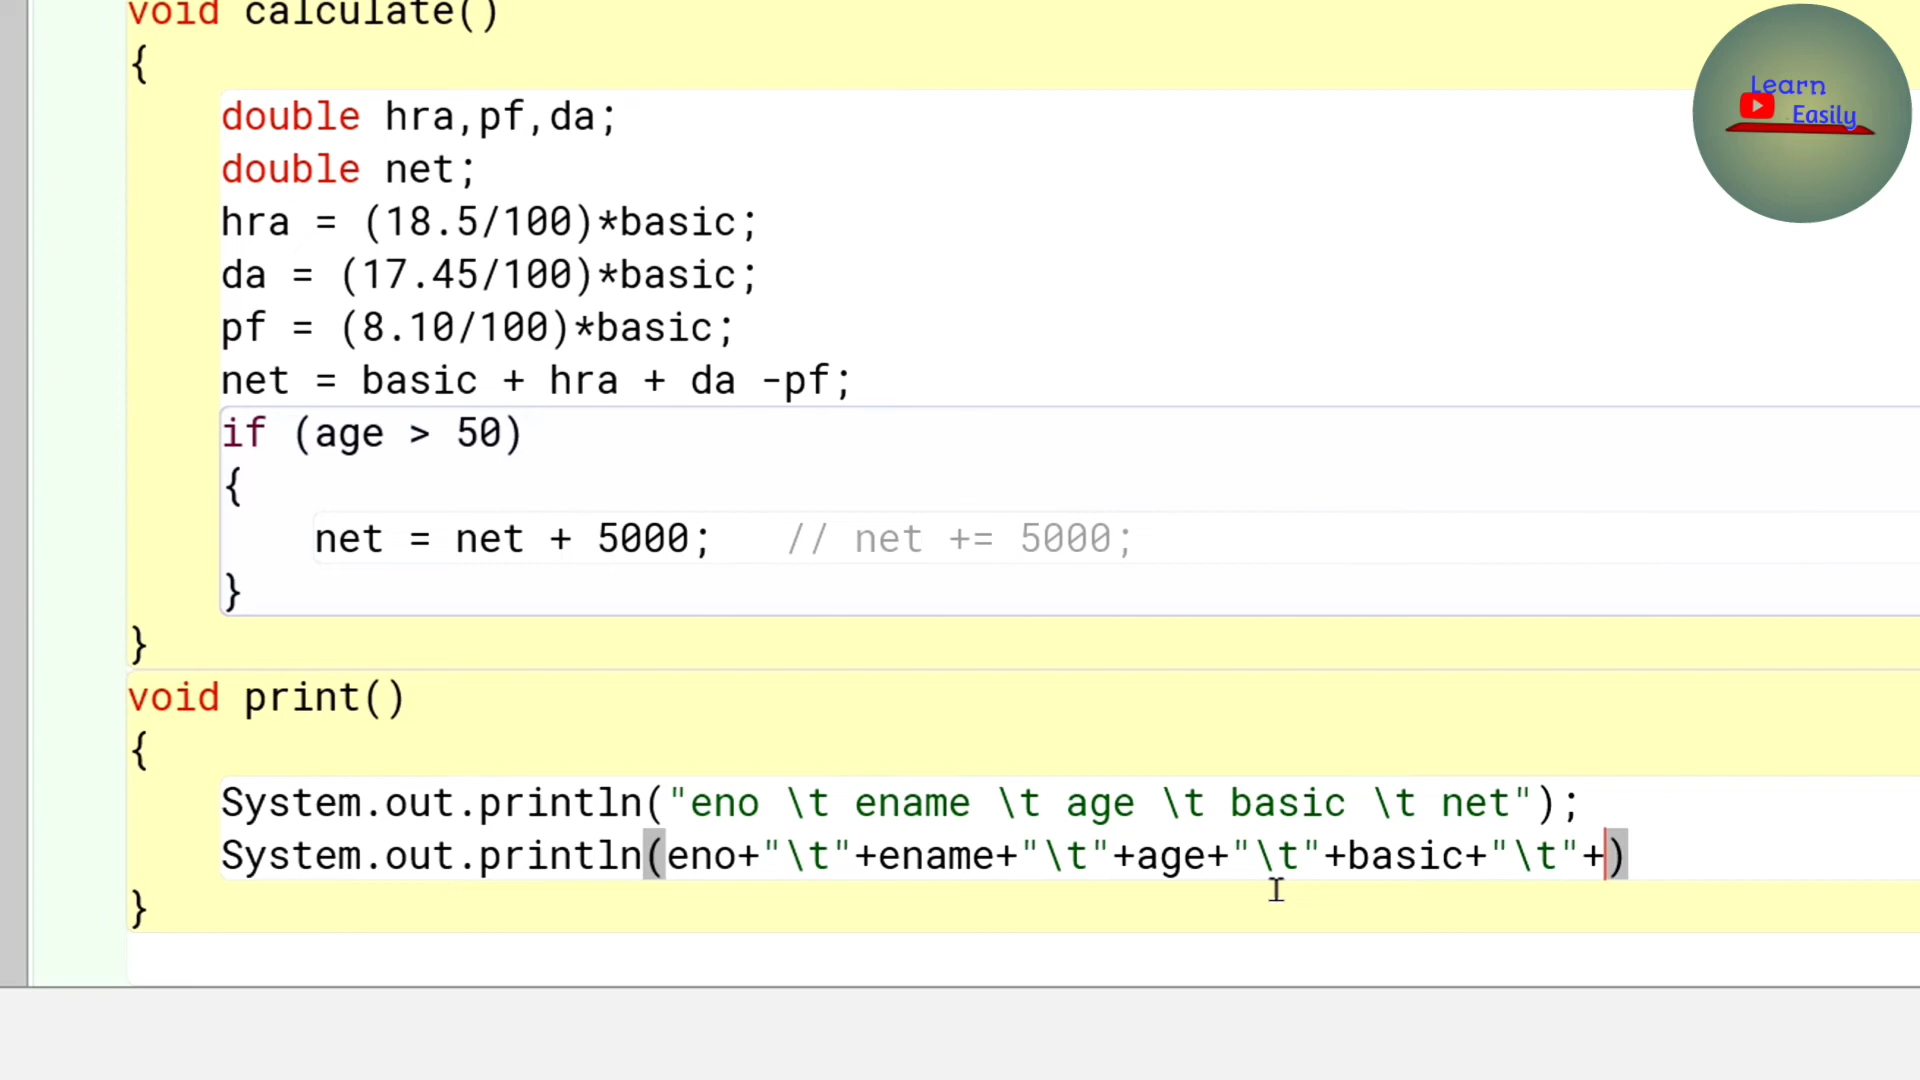 void calculate()
{
double hra,pf,da;
double net;
hra = (18.5/100)*basic;
da = (17.45/100)*basic;
pf = (8.10/100)*basic;
net = basic + hra + da -pf;
if (age > 50)
{
net = net + 5000;   // net += 5000;
}
}
void print()
{
System.out.println("eno \t ename \t age \t basic \t net");
System.out.println(eno+"\t"+ename+"\t"+age+"\t"+basic+"\t"+)
}
Learn
Easily